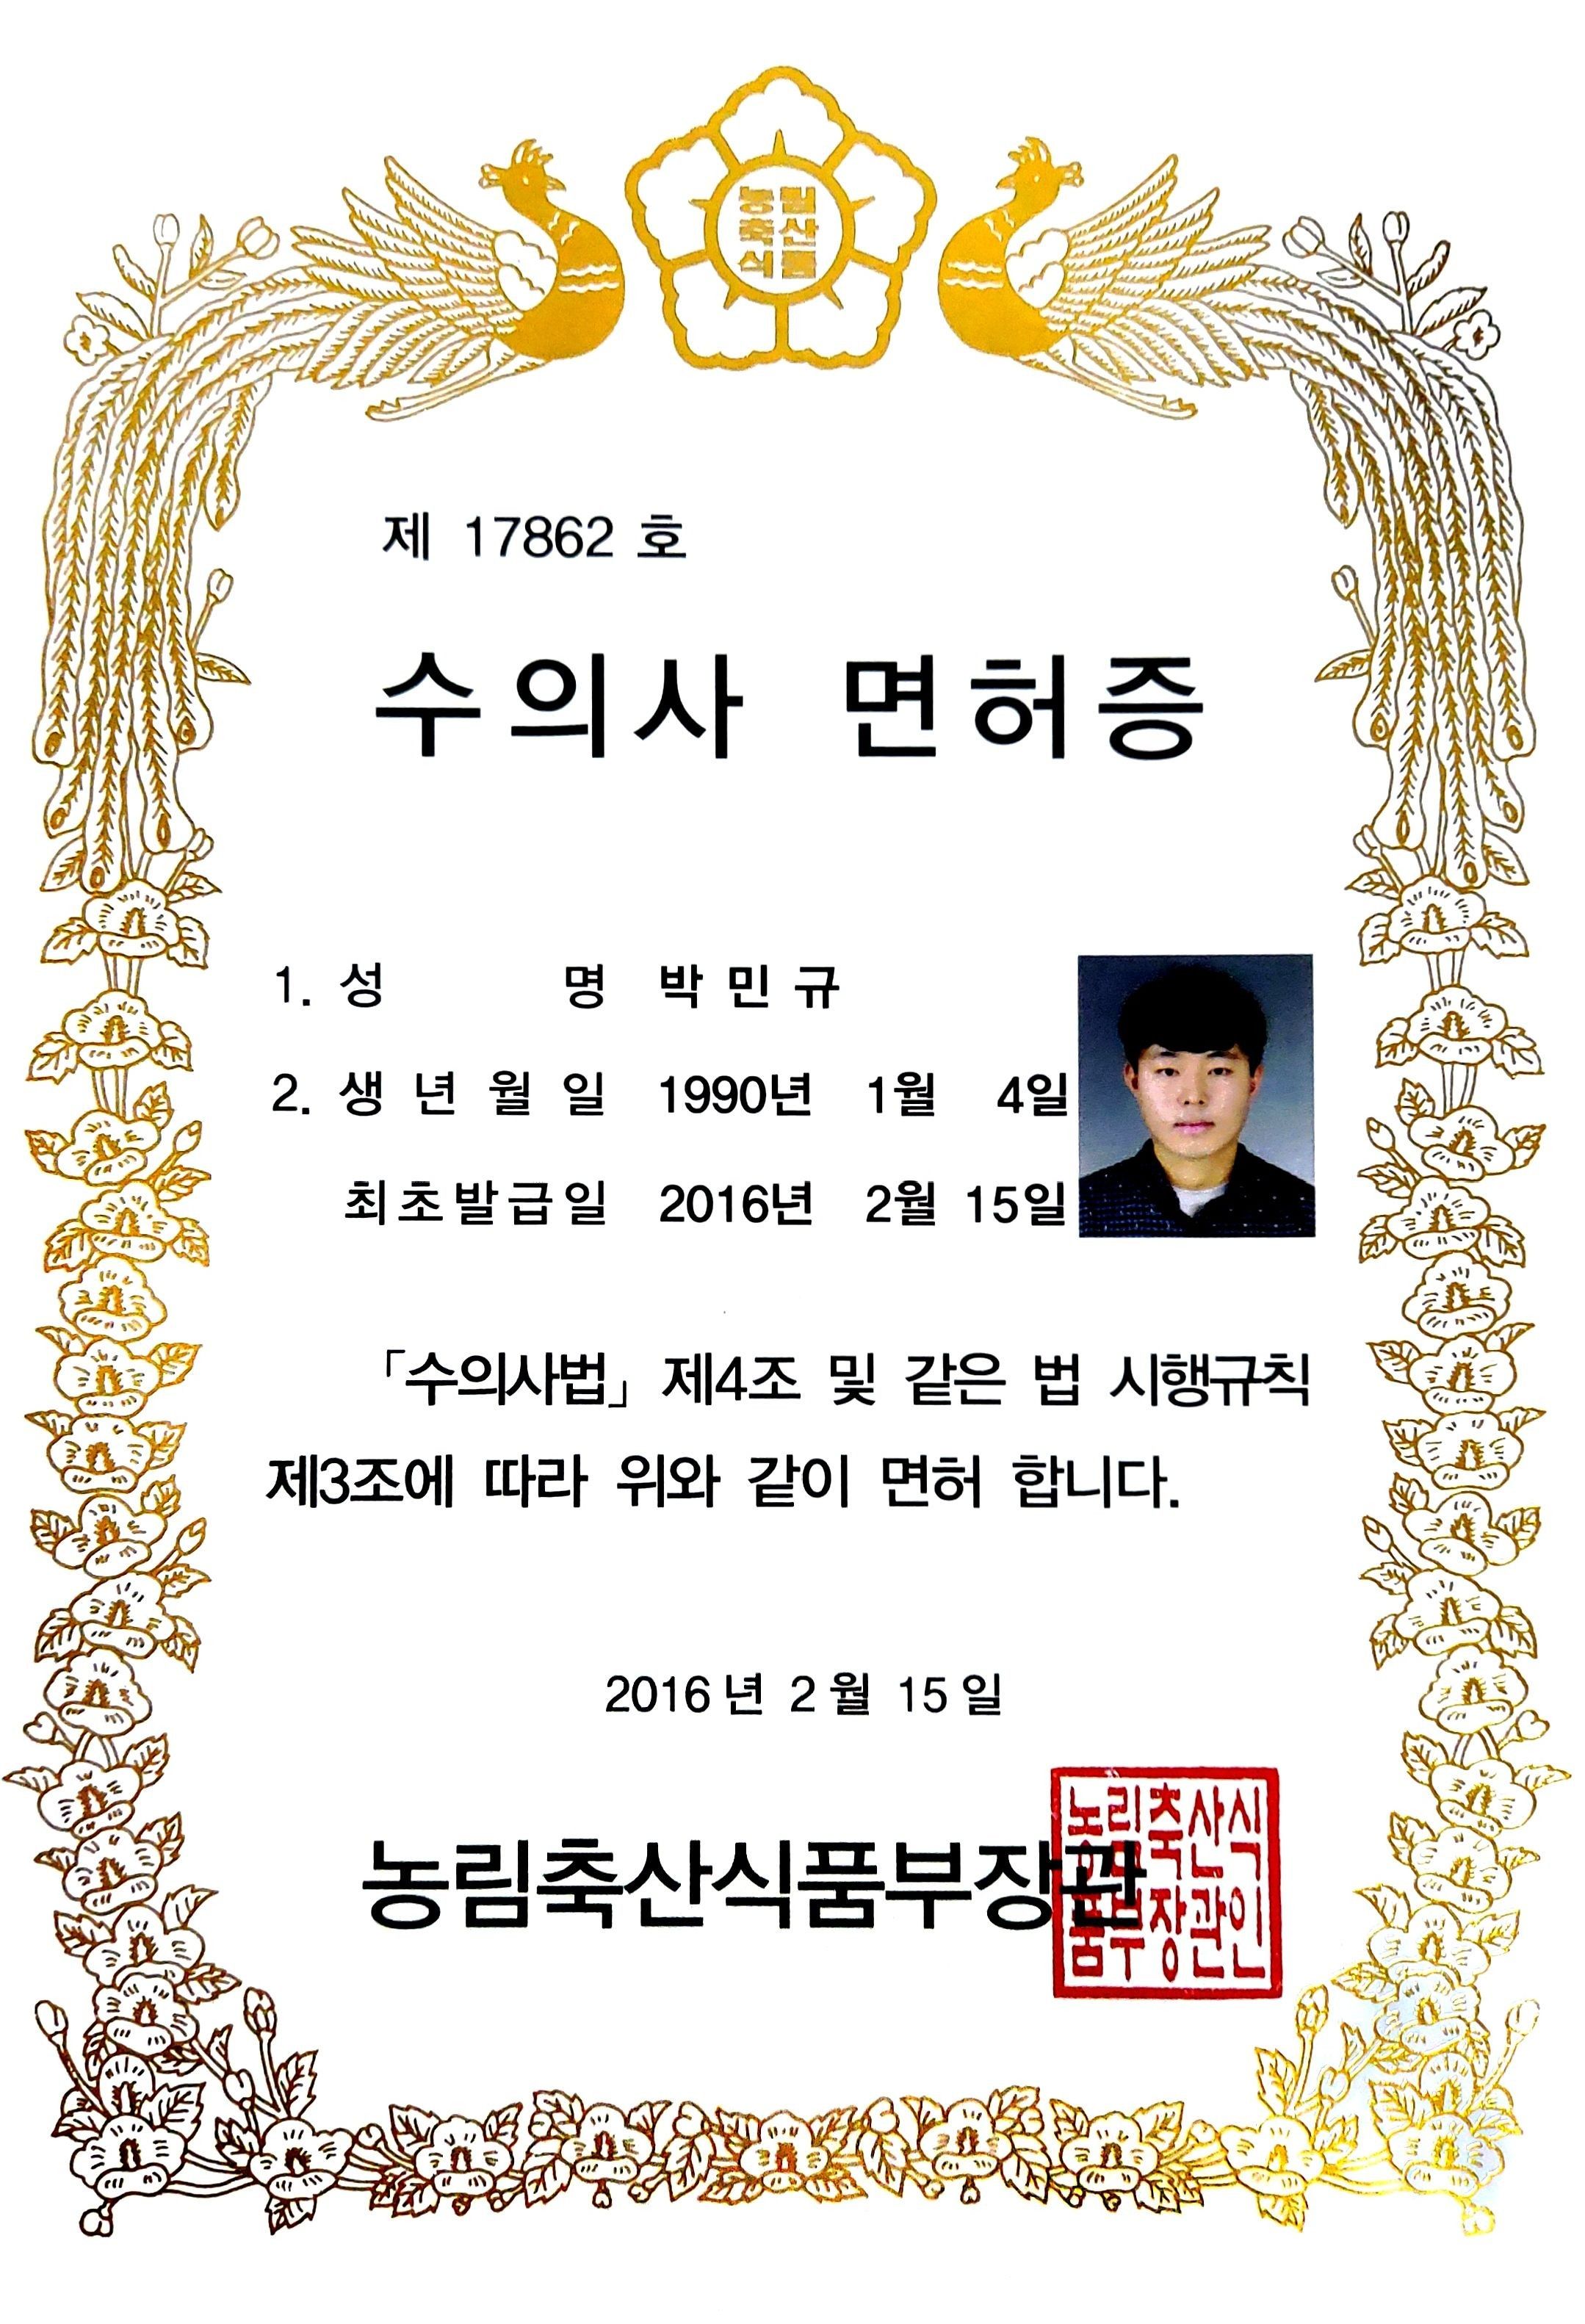 농림
축산
식품
제 17862 호
수의사 면허증
1. 성 명 박 민 규
2. 생 년 월 일 1990년 1월 4일
최초발급일 2016년 2월 15일
「수의사법」 제4조 및 같은 법 시행규칙
제3조에 따라 위와 같이 면허 합니다.
2016 년 2 월 15 일
농림축산식품부장관
농림축산식
품부장관인